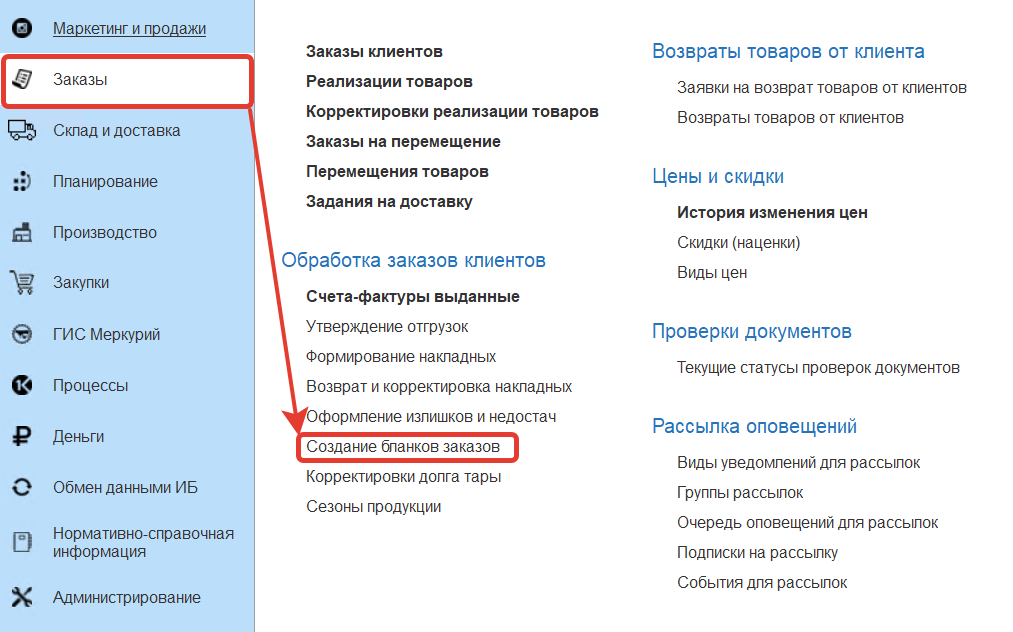 Маркетинг и продажи
Заказы
Склад и доставка
Планирование
Производство
Закупки
ГИС Меркурий
Процессы
Деньги
Обмен данными ИБ
Нормативно-справочная
информация
Администрирование
Заказы клиентов
Реализации товаров
Корректировки реализации товаров
Заказы на перемещение
Перемещения товаров
Задания на доставку
Обработка заказов клиентов
Счета-фактуры выданные
Утверждение отгрузок
Формирование накладных
Возврат и корректировка накладных
Оформление излишков и недостач
Создание бланков заказов
Корректировки долга тары
Сезоны продукции
Возвраты товаров от клиента
Заявки на возврат товаров от клиентов
Возвраты товаров от клиентов
Цены и скидки
История изменения цен
Скидки (наценки)
Виды цен
Проверки документов
Текущие статусы проверок документов
Рассылка оповещений
Виды уведомлений для рассылок
Группы рассылок
Очередь оповещений для рассылок
Подписки на рассылку
События для рассылок